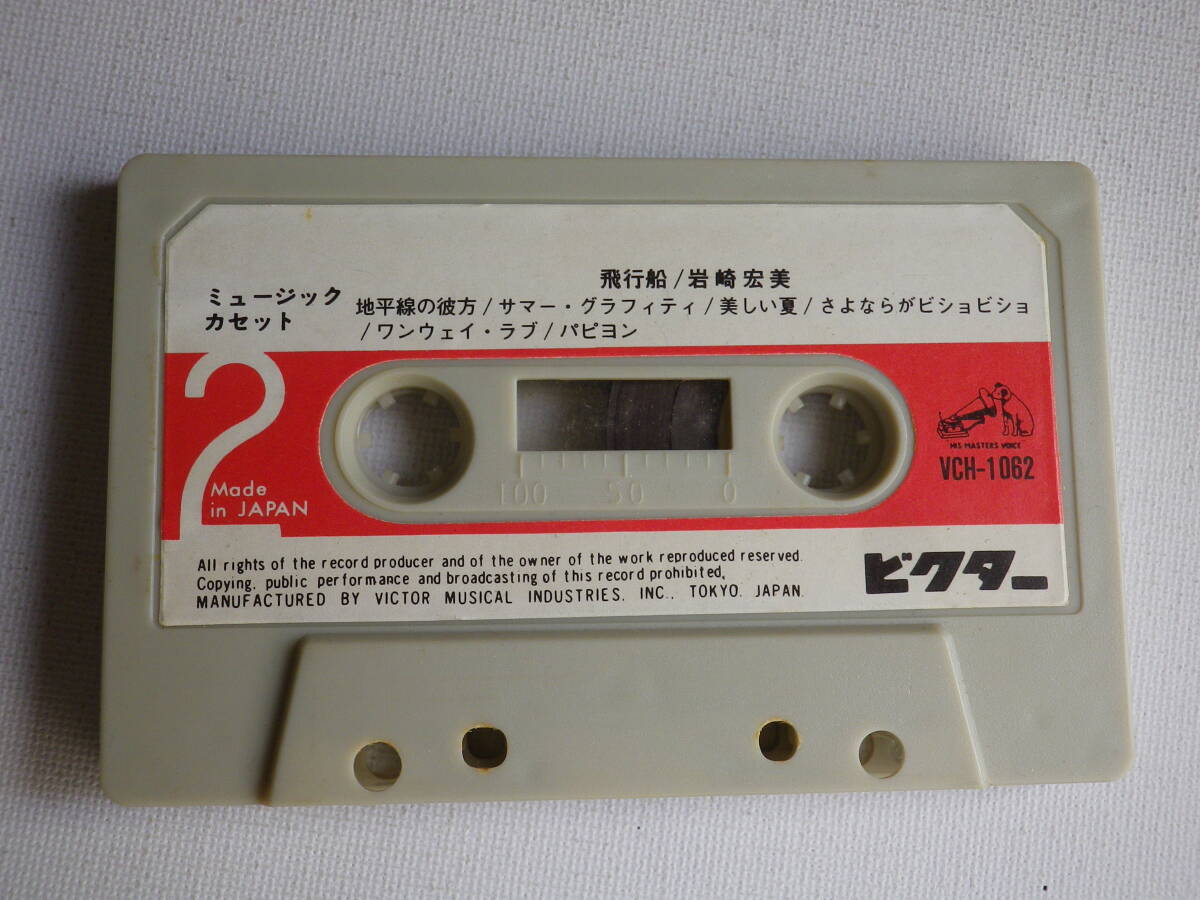 飛行船/岩崎宏美
ミュージック
カセット
地平線の彼方/サマー・グラフィティ/美しい夏/さよならがビショビショ
/ワンウェイ・ラブ/パピヨン
2
Made
in JAPAN
100 50 0
HIS MASTERS VOICE
VCH-1062
All rights of the record producer and of the owner of the work reproduced reserved.
Copying, public performance and broadcasting of this record prohibited,
MANUFACTURED BY VICTOR MUSICAL INDUSTRIES, INC., TOKYO, JAPAN.
ビクター